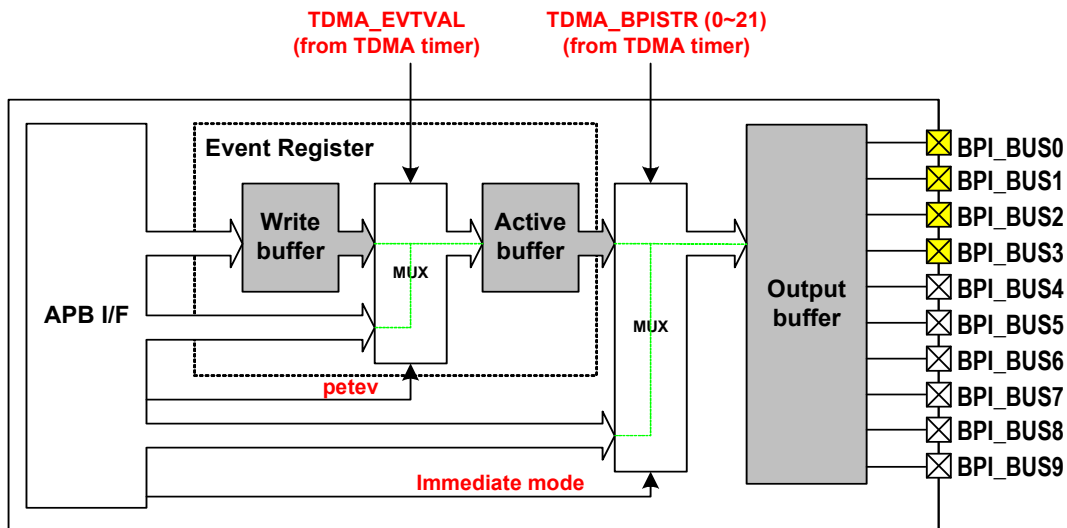 TDMA_EVTVAL
(from TDMA timer)
TDMA_BPISTR (0~21)
(from TDMA timer)
Event Register
Write
buffer
MUX
Active
buffer
MUX
APB I/F
Output
buffer
petev
Immediate mode
BPI_BUS0
BPI_BUS1
BPI_BUS2
BPI_BUS3
BPI_BUS4
BPI_BUS5
BPI_BUS6
BPI_BUS7
BPI_BUS8
BPI_BUS9